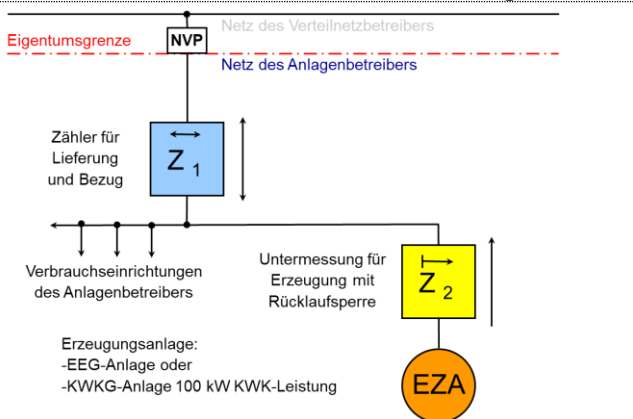 Netz des Verteilnetzbetreibers
Eigentumsgrenze
NVP
Netz des Anlagenbetreibers
Zähler für
Lieferung
und Bezug
Z 1
Verbrauchseinrichtungen
des Anlagenbetreibers
Untermessung für
Erzeugung mit
Rücklaufsperre
Z 2
Erzeugungsanlage:
-EEG-Anlage oder
-KWKG-Anlage 100 kW KWK-Leistung
EZA